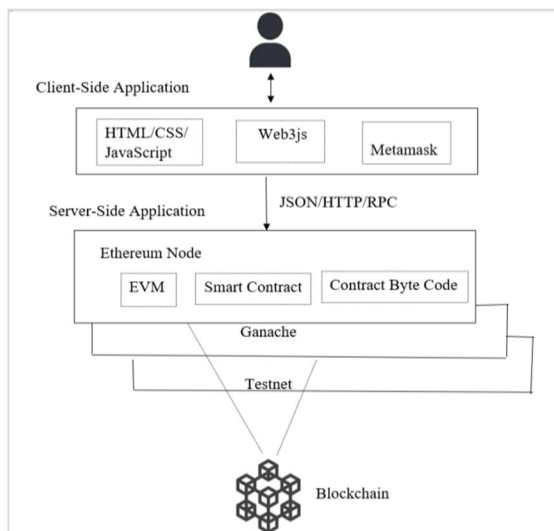 Client-Side Application
HTML/CSS/
JavaScript
Web3js
Metamask
JSON/HTTP/RPC
Server-Side Application
Ethereum Node
EVM
Smart Contract
Contract Byte Code
Ganache
Testnet
Blockchain